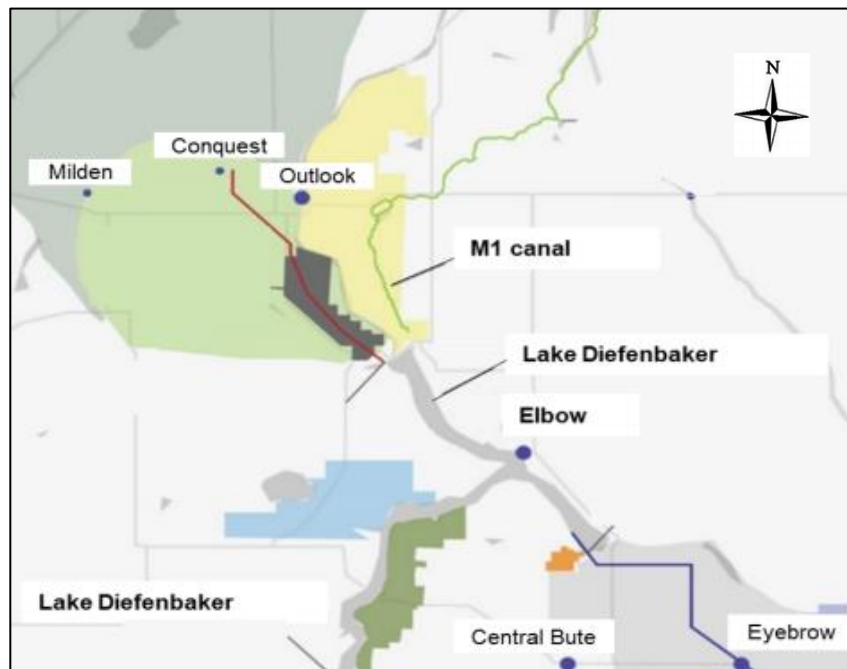 N
Conquest
Milden
Outlook
M1 canal
Lake Diefenbaker
Elbow
Lake Diefenbaker
Central Bute
Eyebrow